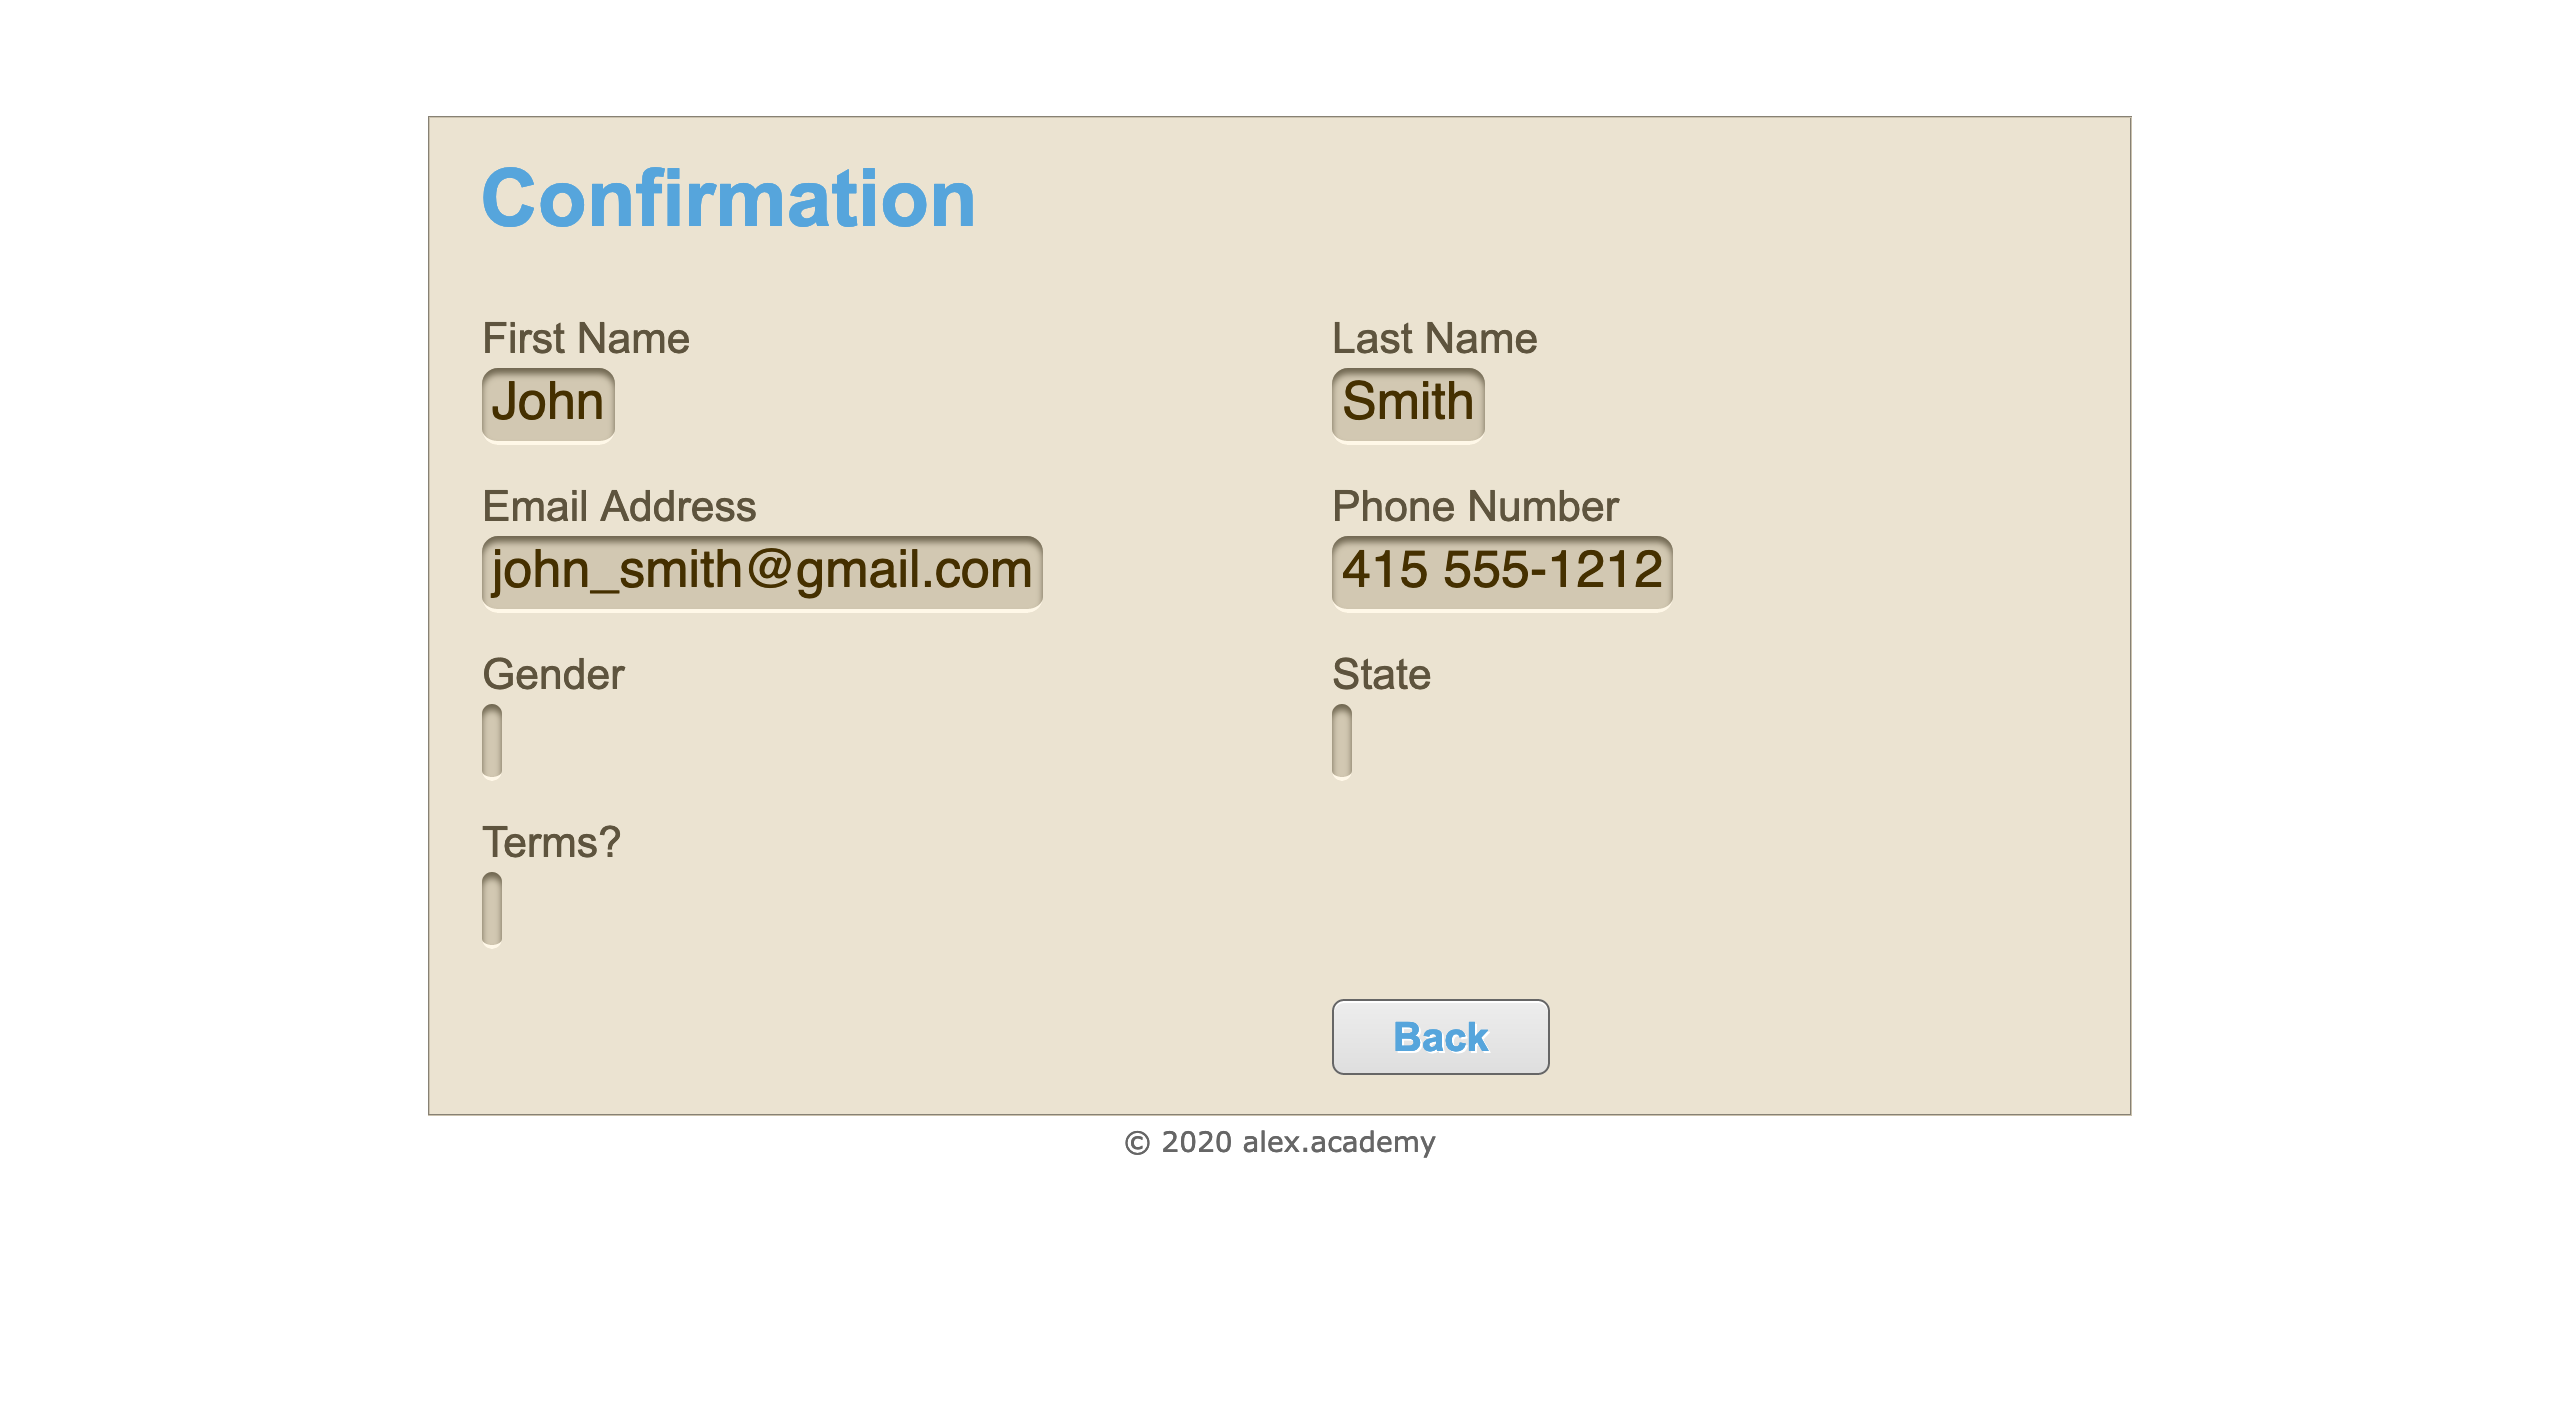 Confirmation
First Name
Last Name
John
Smith
Email Address
Phone Number
john_smith@gmail.com
415 555-1212
Gender
State
Terms?
Back
© 2020 alex.academy